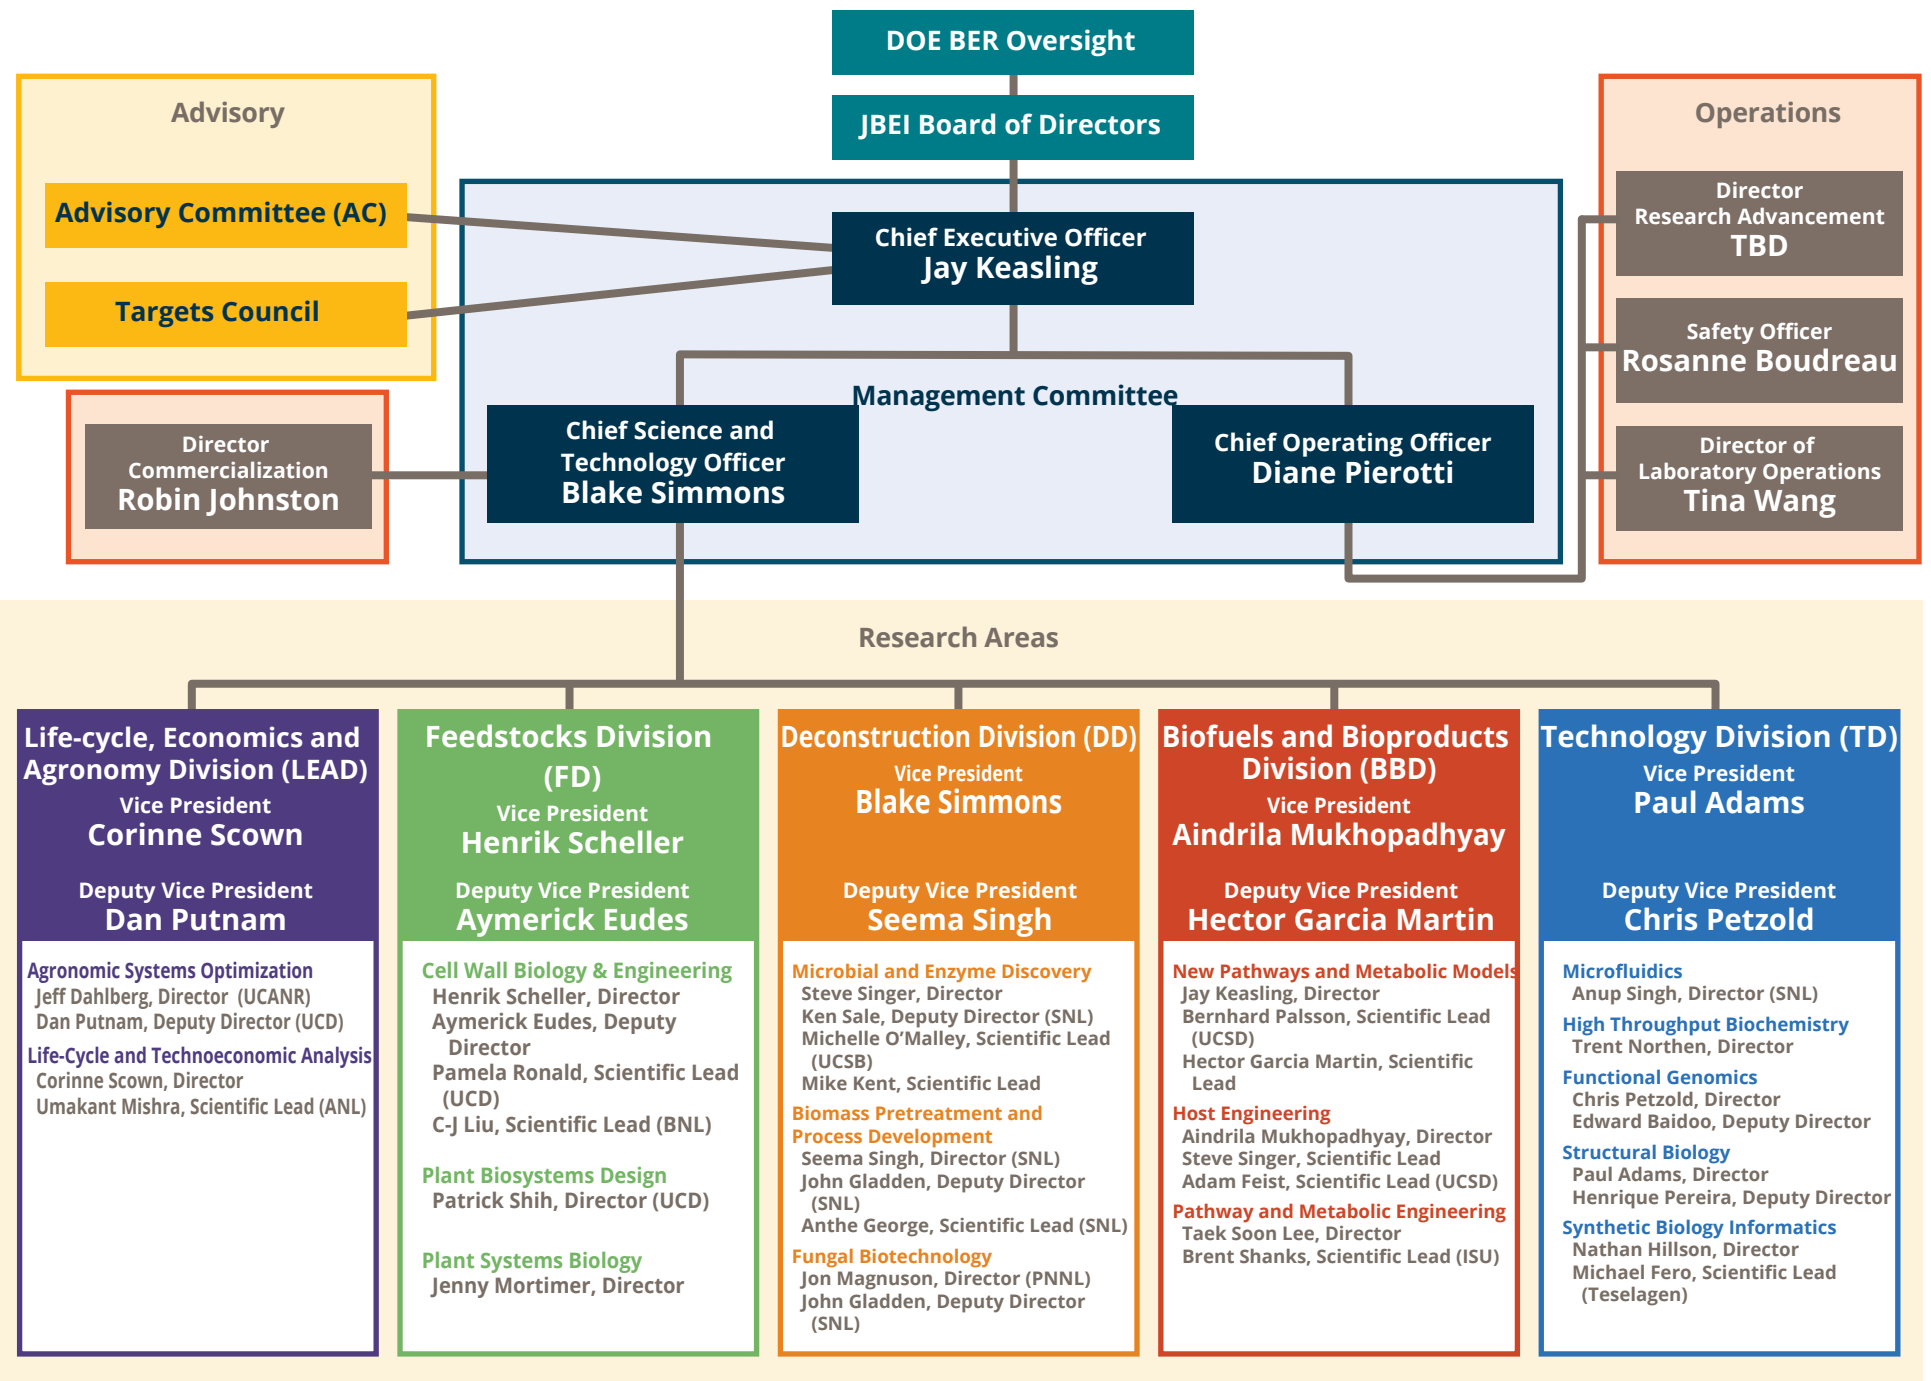 DOE BER Oversight
JBEI Board of Directors
Advisory
Advisory Committee (AC)
Targets Council
Operations
Director
Research Advancement
TBD
Safety Officer
Rosanne Boudreau
Director of
Laboratory Operations
Tina Wang
Chief Executive Officer
Jay Keasling
Management Committee
Director
Commercialization
Robin Johnston
Chief Science and
Technology Officer
Blake Simmons
Chief Operating Officer
Diane Pierotti
Research Areas
Life-cycle, Economics and
Agronomy Division (LEAD)
Vice President
Corinne Scown
Deputy Vice President
Dan Putnam
Agronomic Systems Optimization
Jeff Dahlberg, Director (UCANR)
Dan Putnam, Deputy Director (UCD)
Life-Cycle and Technoeconomic Analysis
Corinne Scown, Director
Umakant Mishra, Scientific Lead (ANL)
Feedstocks Division
(FD)
Vice President
Henrik Scheller
Deputy Vice President
Aymerick Eudes
Cell Wall Biology & Engineering
Henrik Scheller, Director
Aymerick Eudes, Deputy
Director
Pamela Ronald, Scientific Lead
(UCD)
C-J Liu, Scientific Lead (BNL)
Plant Biosystems Design
Patrick Shih, Director (UCD)
Plant Systems Biology
Jenny Mortimer, Director
Deconstruction Division (DD)
Vice President
Blake Simmons
Deputy Vice President
Seema Singh
Microbial and Enzyme Discovery
Steve Singer, Director
Ken Sale, Deputy Director (SNL)
Michelle O’Malley, Scientific Lead
(UCSB)
Mike Kent, Scientific Lead
Biomass Pretreatment and
Process Development
Seema Singh, Director (SNL)
John Gladden, Deputy Director
(SNL)
Anthe George, Scientific Lead (SNL)
Fungal Biotechnology
Jon Magnuson, Director (PNNL)
John Gladden, Deputy Director
(SNL)
Biofuels and Bioproducts
Division (BBD)
Vice President
Aindrila Mukhopadhyay
Deputy Vice President
Hector Garcia Martin
New Pathways and Metabolic Models
Jay Keasling, Director
Bernhard Palsson, Scientific Lead
(UCSD)
Hector Garcia Martin, Scientific
Lead
Host Engineering
Aindrila Mukhopadhyay, Director
Steve Singer, Scientific Lead
Adam Feist, Scientific Lead (UCSD)
Pathway and Metabolic Engineering
Taek Soon Lee, Director
Brent Shanks, Scientific Lead (ISU)
Technology Division (TD)
Vice President
Paul Adams
Deputy Vice President
Chris Petzold
Microfluidics
Anup Singh, Director (SNL)
High Throughput Biochemistry
Trent Northen, Director
Functional Genomics
Chris Petzold, Director
Edward Baidoo, Deputy Director
Structural Biology
Paul Adams, Director
Henrique Pereira, Deputy Director
Synthetic Biology Informatics
Nathan Hillson, Director
Michael Fero, Scientific Lead
(Teselagen)